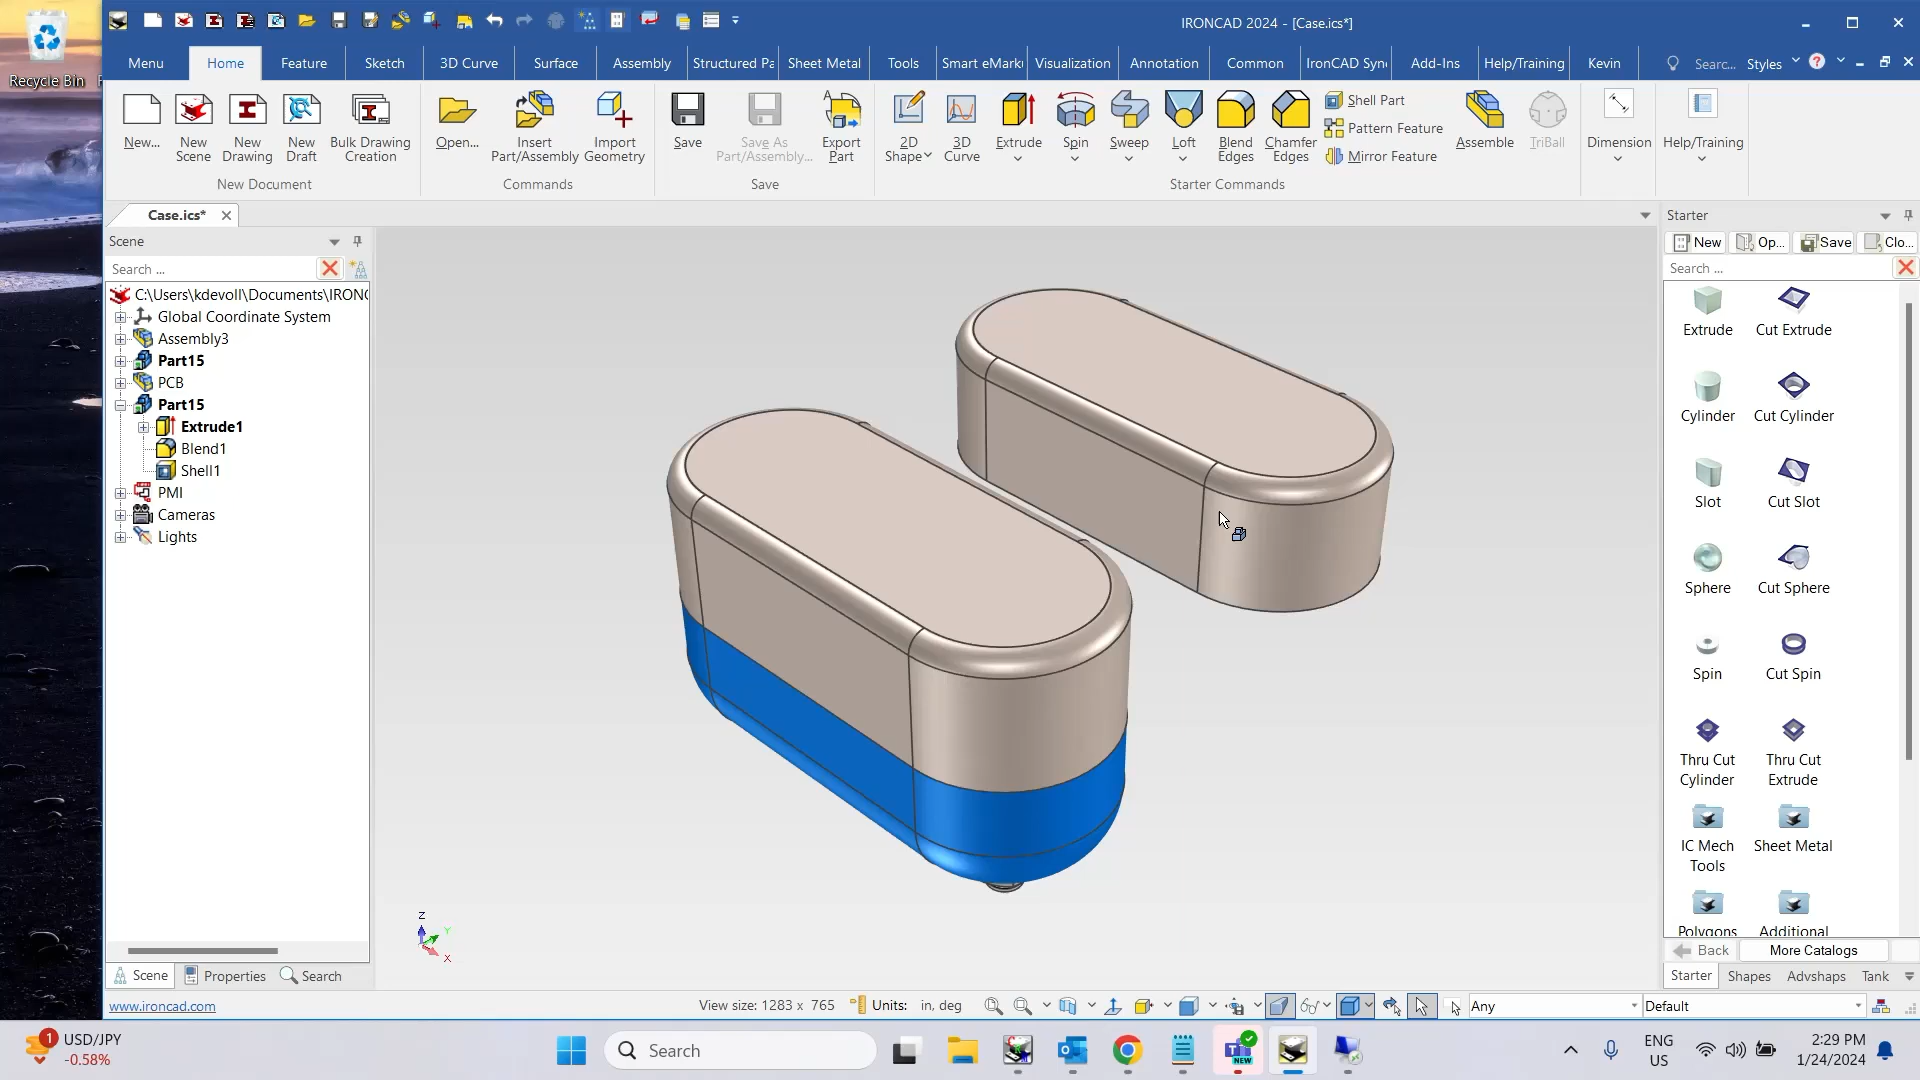 Recycle Bin
IRONCAD 2024 - [Case.ics*]
Menu
Home
Feature
Sketch
3D Curve
Surface
Assembly
Structured Pa
Sheet Metal
Tools
Smart eMark
Visualization
Annotation
Common
IronCAD Syn
Add-Ins
Help/Training
Kevin
Searc...
Styles
New...
New
Scene
New
Drawing
New
Draft
Bulk Drawing
Creation
New Document
Open...
Insert
Part/Assembly
Import
Geometry
Commands
Save
Save As
Part/Assembly...
Export
Part
Save
2D
Shape
3D
Curve
Extrude
Spin
Sweep
Loft
Blend
Edges
Chamfer
Edges
Shell Part
Pattern Feature
Mirror Feature
Assemble
TriBall
Starter Commands
Dimension
Help/Training
Case.ics*
Scene
Search ...
C:\Users\kdevoll\Documents\IRONC
Global Coordinate System
Assembly3
Part15
PCB
Part15
Extrude1
Blend1
Shell1
PMI
Cameras
Lights
Scene
Properties
Search
Z
Y
X
Starter
New
Op...
Save
Clo...
Search ...
Extrude
Cut Extrude
Cylinder
Cut Cylinder
Slot
Cut Slot
Sphere
Cut Sphere
Spin
Cut Spin
Thru Cut
Cylinder
Thru Cut
Extrude
IC Mech
Tools
Sheet Metal
Polygons
Additional
Back
More Catalogs
Starter
Shapes
Advshaps
Tank
www.ironcad.com
View size: 1283 x 765
Units: in, deg
Any
Default
1
USD/JPY
-0.58%
Search
NEW
ENG
US
2:29 PM
1/24/2024